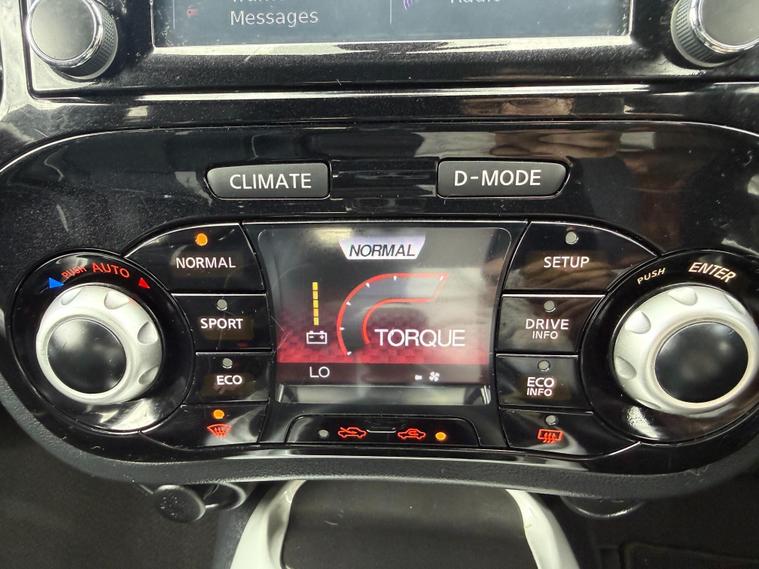 Messages
CLIMATE
D-MODE
PUSH AUTO
NORMAL
NORMAL
SETUP
PUSH ENTER
SPORT
TORQUE
DRIVE
INFO
ECO
LO
ECO
INFO